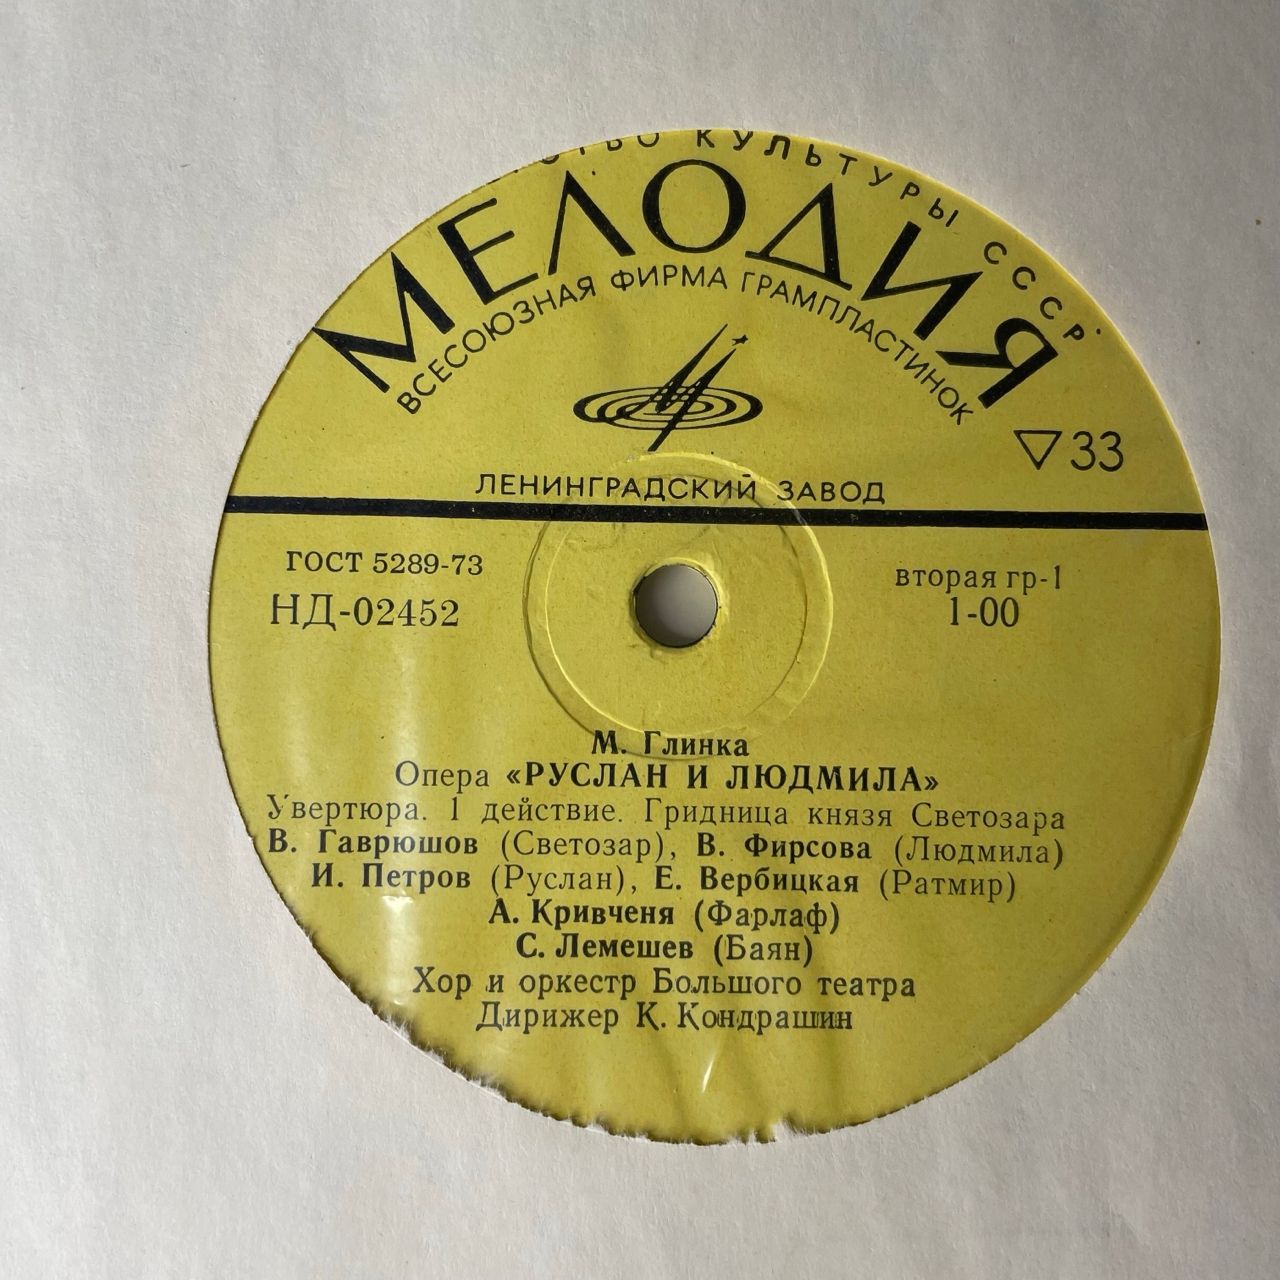 КУЛЬТУРЫ СССР
МЕЛОДИЯ
ВСЕСОЮЗНАЯ ФИРМА ГРАМПЛАСТИНОК
▽33
ЛЕНИНГРАДСКИЙ ЗАВОД
ГОСТ 5289-73
НД-02452
вторая гр-1
1-00
М. Глинка
Опера «РУСЛАН И ЛЮДМИЛА»
Увертюра. 1 действие. Гридница князя Светозара
В. Гаврюшов (Светозар), В. Фирсова (Людмила)
И. Петров (Руслан), Е. Вербицкая (Ратмир)
А. Кривченя (Фарлаф)
С. Лемешев (Баян)
Хор и оркестр Большого театра
Дирижер К. Кондрашин